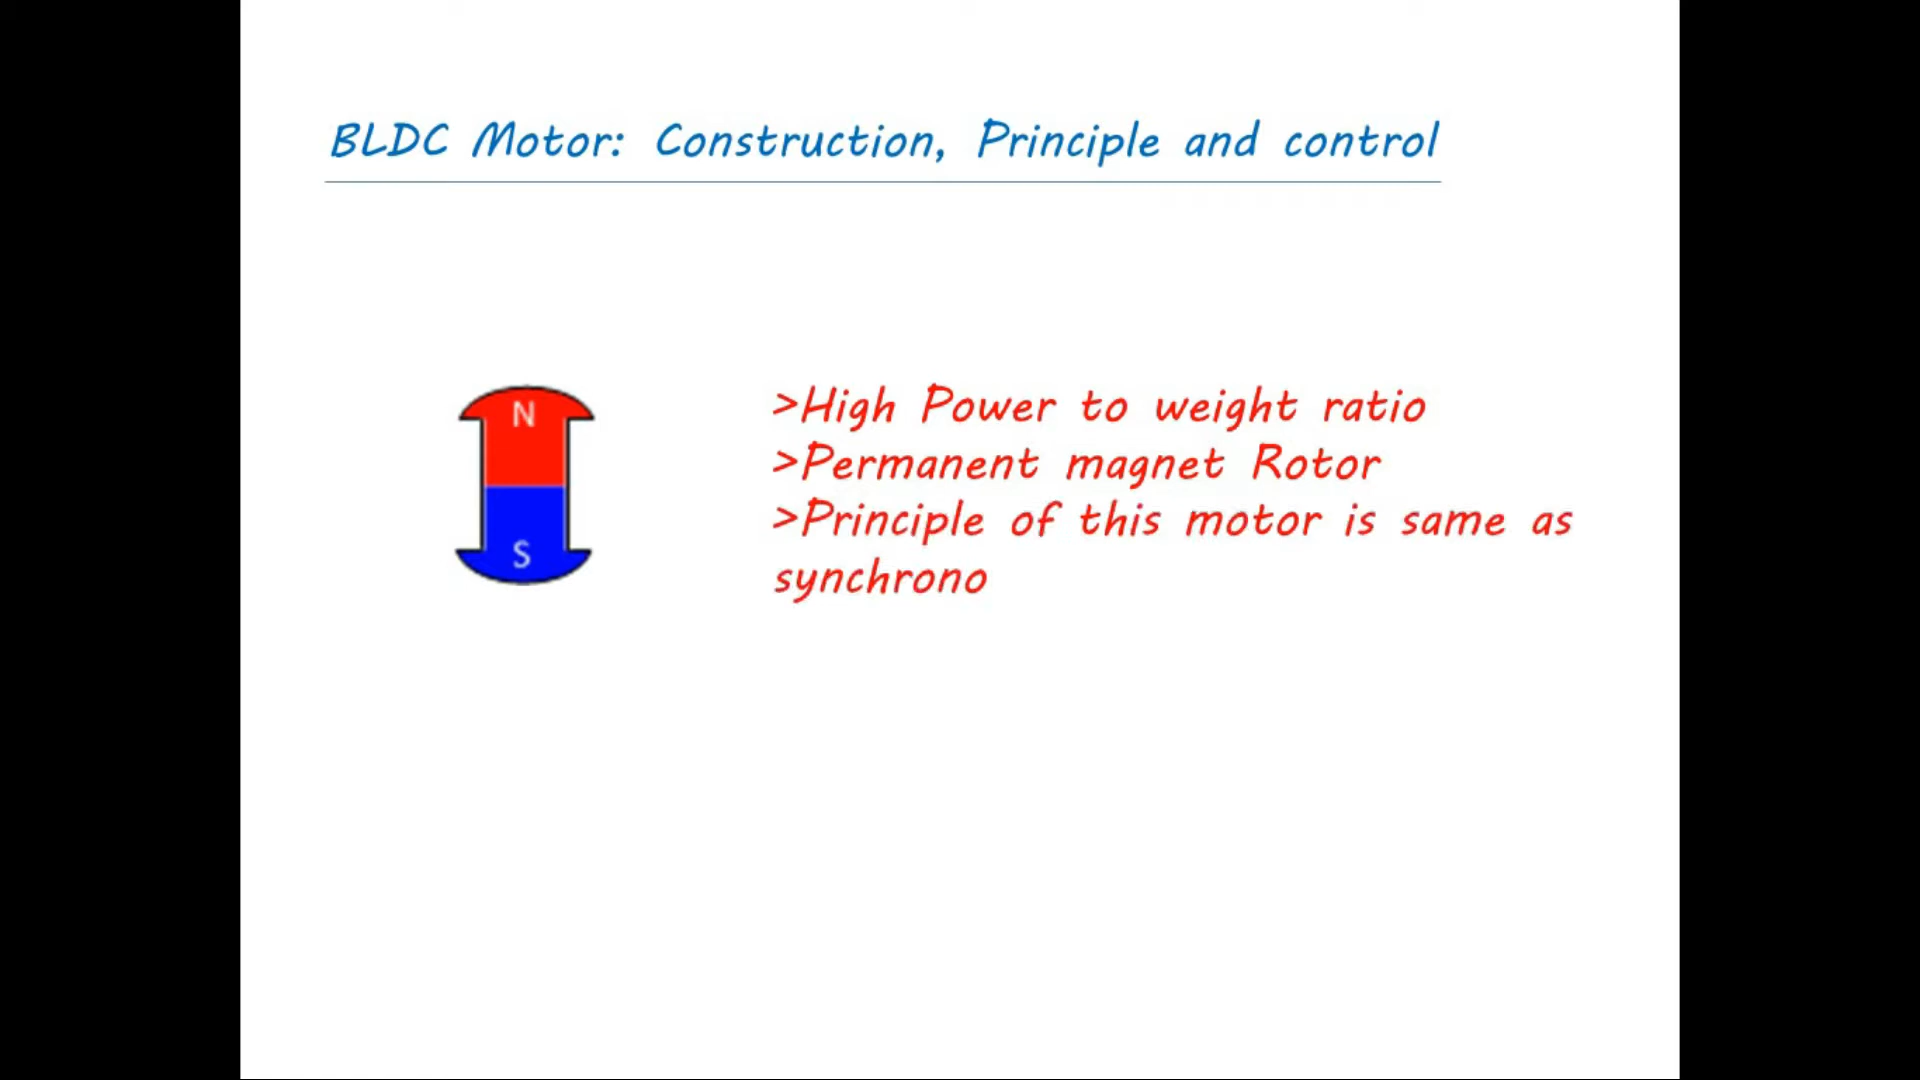 BLDC Motor: Construction, Principle and control
N
S
>High Power to weight ratio
>Permanent magnet Rotor
>Principle of this motor is same as
synchrono